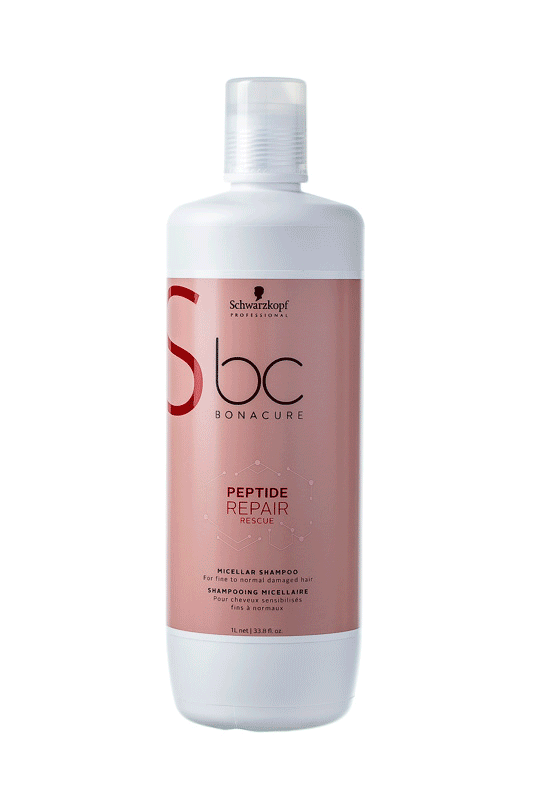 Schwarzkopf
PROFESSIONAL
S
bc
BONACURE
PEPTIDE
REPAIR
RESCUE
MICELLAR SHAMPOO
For fine to normal damaged hair
SHAMPOOING MICELLAIRE
Pour cheveux sensibilisés
fins à normaux
1L net | 33.8 fl. oz.